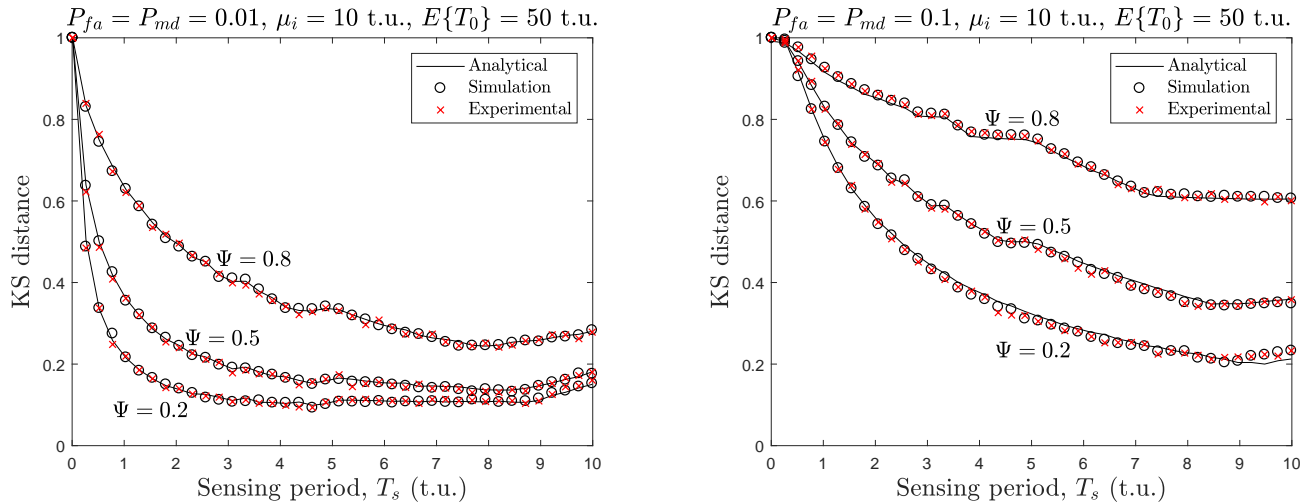 P_{fa} = P_{md} = 0.01, μ_i = 10 t.u., E{T_0} = 50 t.u.
1
0.8
0.6
0.4
0.2
0
KS distance
Analytical
Simulation
Experimental
Ψ = 0.8
Ψ = 0.5
Ψ = 0.2
0 1 2 3 4 5 6 7 8 9 10
Sensing period, T_s (t.u.)
P_{fa} = P_{md} = 0.1, μ_i = 10 t.u., E{T_0} = 50 t.u.
1
0.8
0.6
0.4
0.2
0
KS distance
Analytical
Simulation
Experimental
Ψ = 0.8
Ψ = 0.5
Ψ = 0.2
0 1 2 3 4 5 6 7 8 9 10
Sensing period, T_s (t.u.)